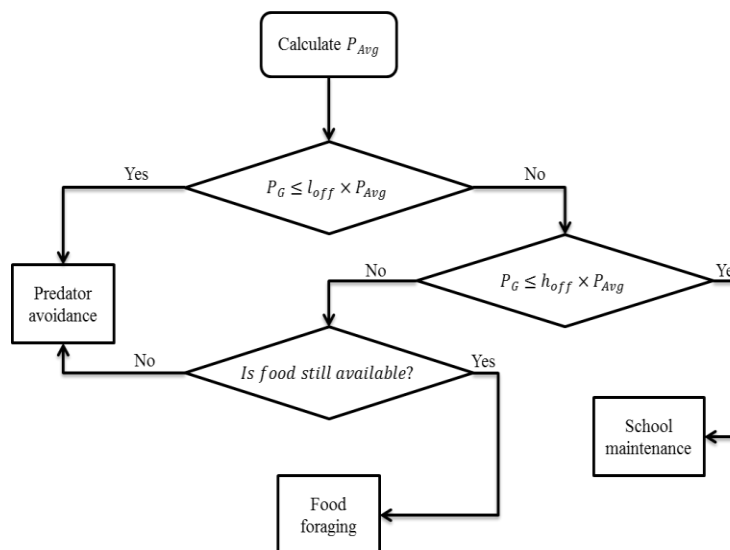 Calculate P_Avg
Yes
P_G ≤ l_off × P_Avg
No
Predator
avoidance
No
P_G ≤ h_off × P_Avg
Ye
No
Is food still available?
Yes
School
maintenance
Food
foraging